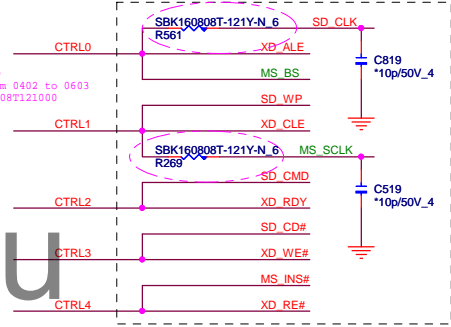 SBK160808T-121Y-N_6 SD_CLK
R561
CTRL0 XD_ALE
C819
*10p/50V_4
MS_BS
m 0402 to 0603
08T121000
SD_WP
CTRL1 XD_CLE
SBK160808T-121Y-N_6 MS_SCLK
R269
SD_CMD
C519
*10p/50V_4
CTRL2 XD_RDY
SD_CD#
CTRL3 XD_WE#
u
MS_INS#
CTRL4 XD_RE#